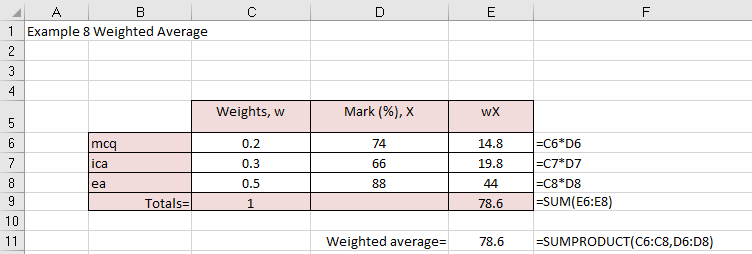 A B C D E F
1 Example 8 Weighted Average
2
3
4
5 Weights, w Mark (%), X wX
6 mcq 0.2 74 14.8 =C6*D6
7 ica 0.3 66 19.8 =C7*D7
8 ea 0.5 88 44 =C8*D8
9 Totals= 1 78.6 =SUM(E6:E8)
10
11 Weighted average= 78.6 =SUMPRODUCT(C6:C8,D6:D8)